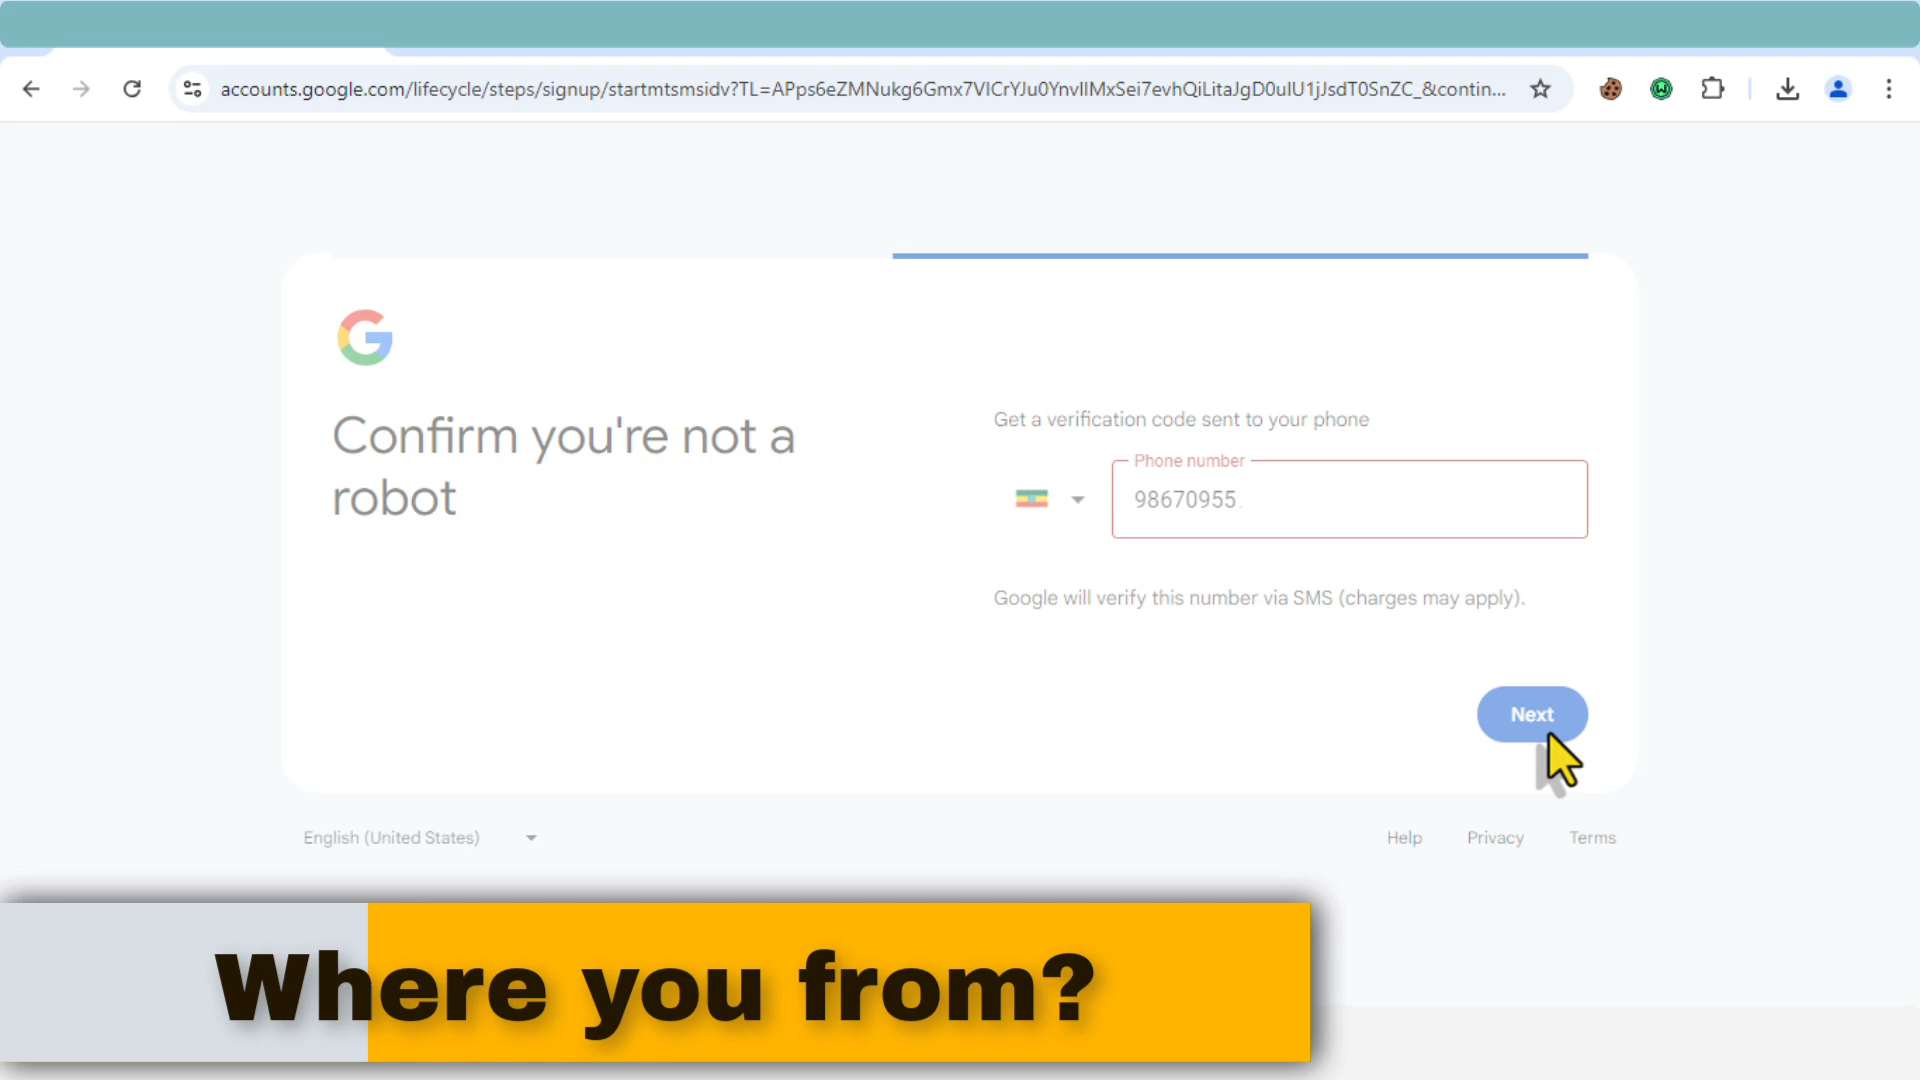 accounts.google.com/lifecycle/steps/signup/startmtsmsidv?TL=APps6eZMNukg6Gmx7VICrYJu0YnvIIMxSei7evhQiLitaJgD0uIU1jJsdT0SnZC_&contin...
Confirm you're not a
robot
Get a verification code sent to your phone
Phone number
98670955
Google will verify this number via SMS (charges may apply).
Next
English (United States)
Help Privacy Terms
Where you from?